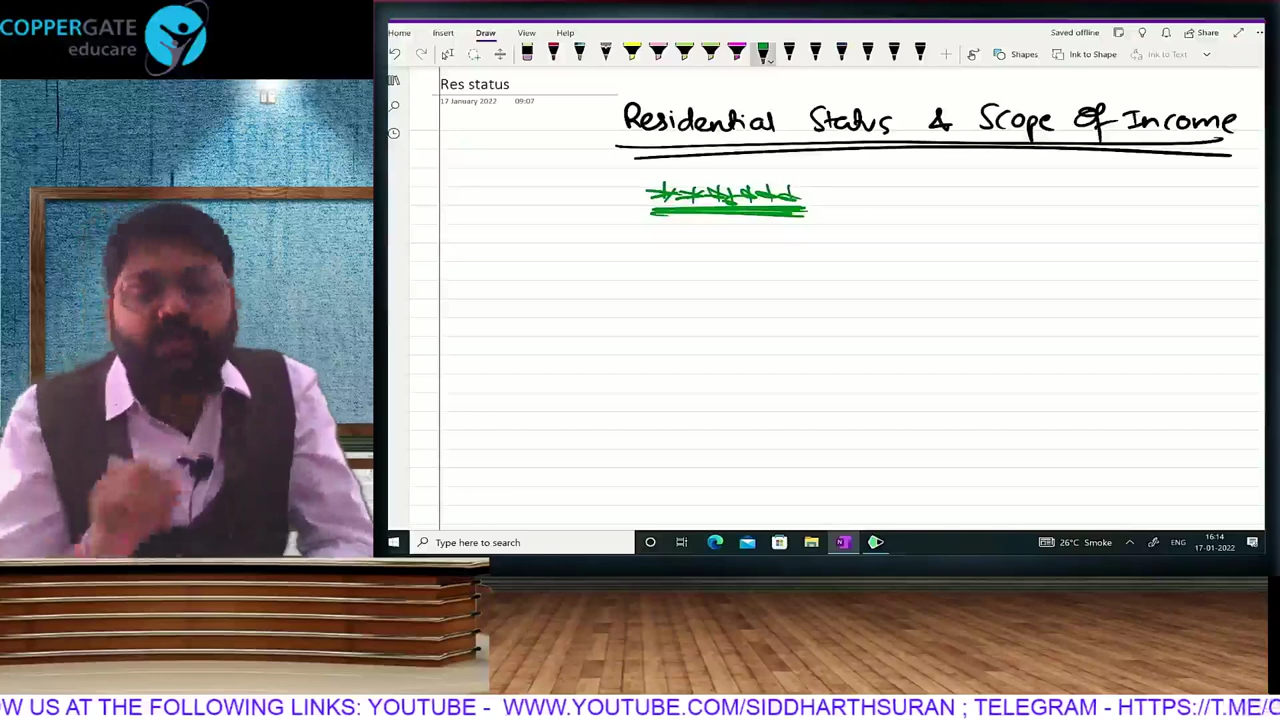 COPPERGATE
educare
Home Insert Draw View Help
Saved offline
Share
Shapes
Ink to Shape
Ink to Text
Res status
17 January 2022 09:07
Residential Status & Scope Of Income
Type here to search
26°C Smoke
ENG
16:14
17-01-2022
OW US AT THE FOLLOWING LINKS: YOUTUBE - WWW.YOUTUBE.COM/SIDDHARTHSURAN ; TELEGRAM - HTTPS://T.ME/C